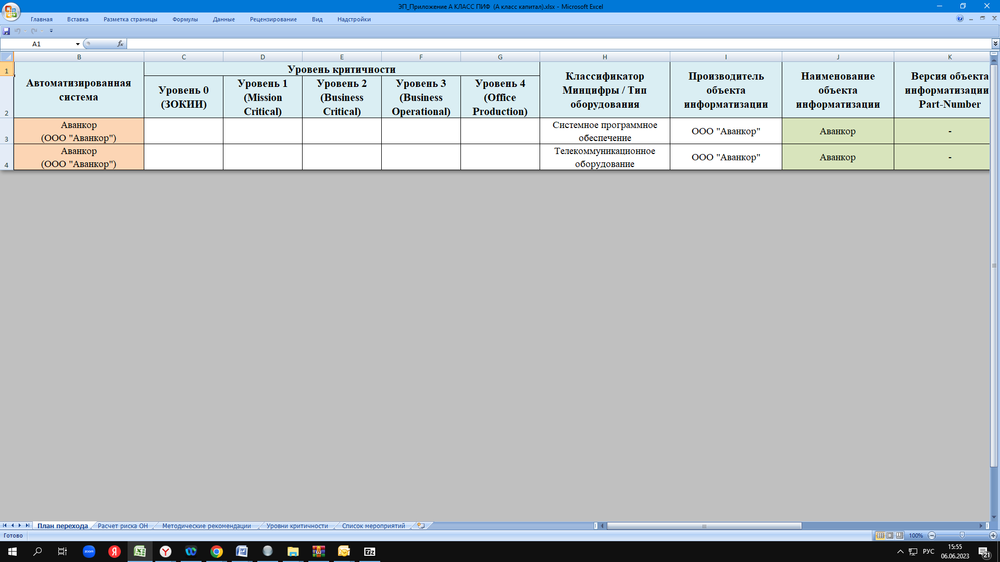 ЭП_Приложение А КЛАСС ПИФ (А класс капитал).xlsx - Microsoft Excel
Главная Вставка Разметка страницы Формулы Данные Рецензирование Вид Надстройки
A1 fx
B C D E F G H I J K
1 2 3 4
Автоматизированная
система
Уровень критичности
Уровень 0
(ЗОКИИ)
Уровень 1
(Mission
Critical)
Уровень 2
(Business
Critical)
Уровень 3
(Business
Operational)
Уровень 4
(Office
Production)
Классификатор
Минцифры / Тип
оборудования
Производитель
объекта
информатизации
Наименование
объекта
информатизации
Версия объекта
информатизации
Part-Number
Аванкор
(ООО "Аванкор")
Системное программное
обеспечение
ООО "Аванкор"
Аванкор
-
Аванкор
(ООО "Аванкор")
Телекоммуникационное
оборудование
ООО "Аванкор"
Аванкор
-
План перехода Расчет риска ОН Методические рекомендации Уровни критичности Список мероприятий
Готово 100%
zoom Я Y W 7z
РУС
15:55
06.06.2023
21